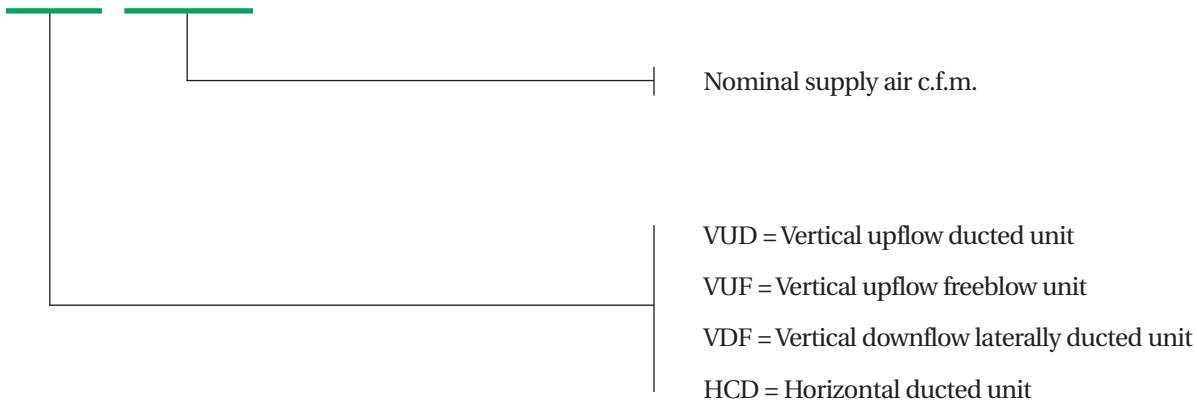 Nominal supply air c.f.m.
VUD = Vertical upflow ducted unit
VUF = Vertical upflow freeblow unit
VDF = Vertical downflow laterally ducted unit
HCD = Horizontal ducted unit